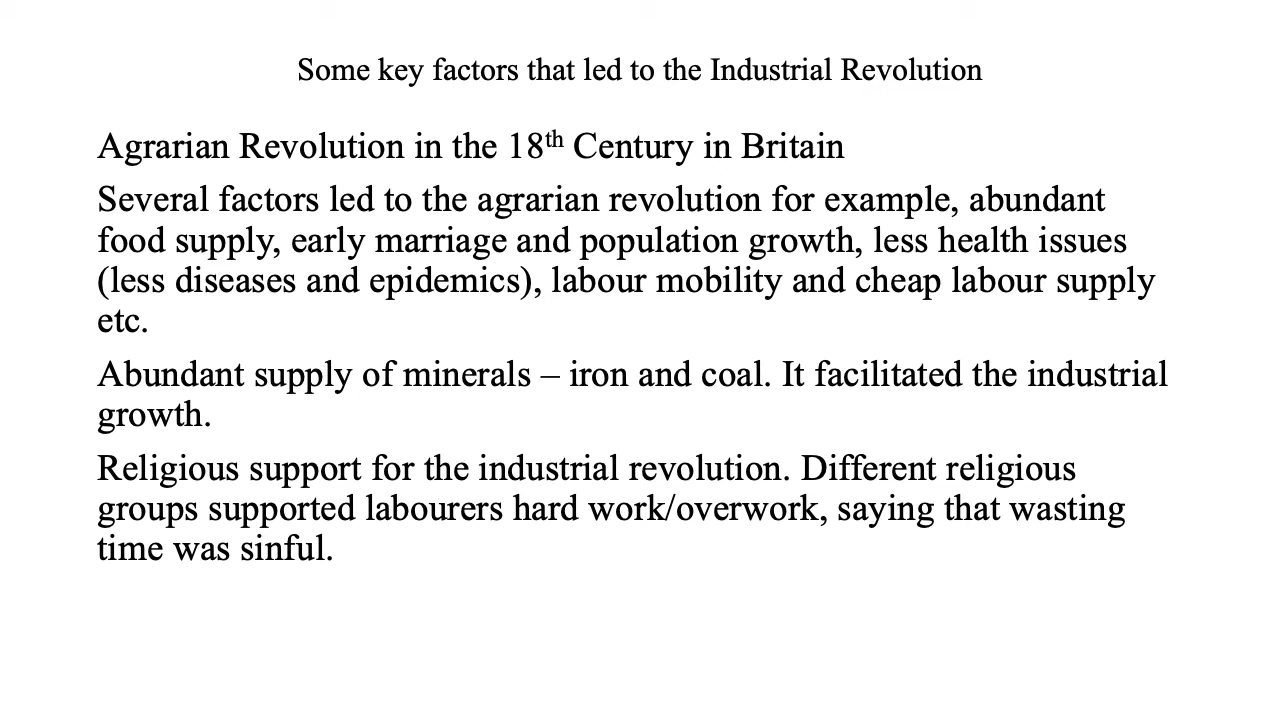 Some key factors that led to the Industrial Revolution
Agrarian Revolution in the 18th Century in Britain
Several factors led to the agrarian revolution for example, abundant
food supply, early marriage and population growth, less health issues
(less diseases and epidemics), labour mobility and cheap labour supply
etc.
Abundant supply of minerals – iron and coal. It facilitated the industrial
growth.
Religious support for the industrial revolution. Different religious
groups supported labourers hard work/overwork, saying that wasting
time was sinful.